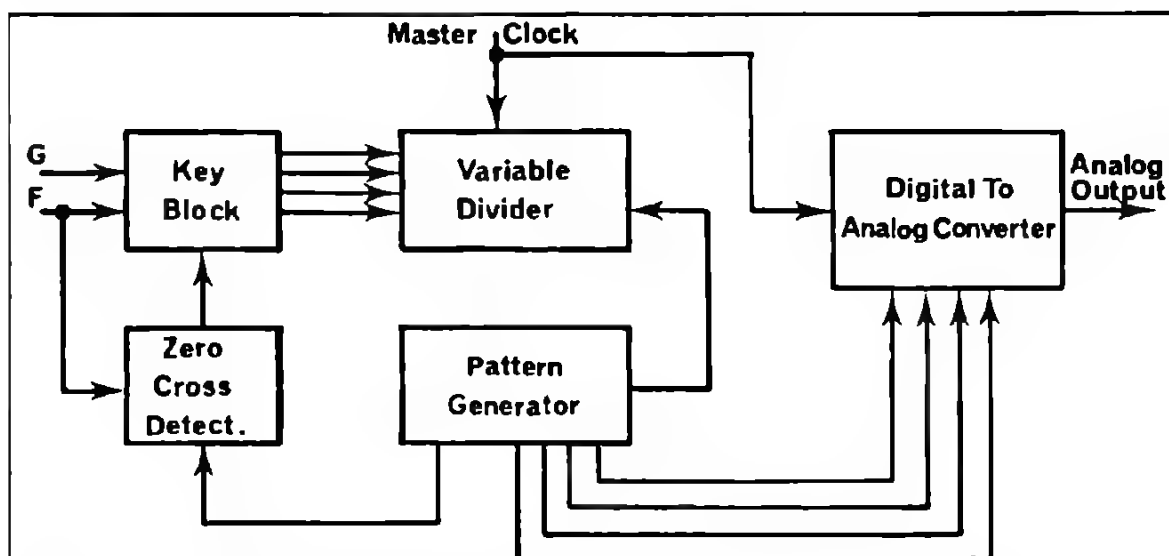 Master Clock
G
F
Key
Block
Variable
Divider
Digital To
Analog Converter
Analog
Output
Zero
Cross
Detect.
Pattern
Generator